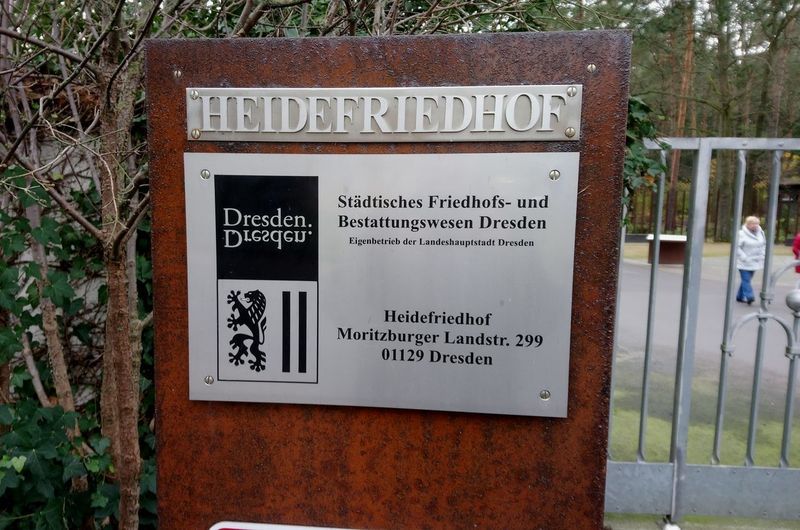 HEIDEFRIEDHOF
Dresden.
Dresden.
Städtisches Friedhofs- und
Bestattungswesen Dresden
Eigenbetrieb der Landeshauptstadt Dresden
Heidefriedhof
Moritzburger Landstr. 299
01129 Dresden